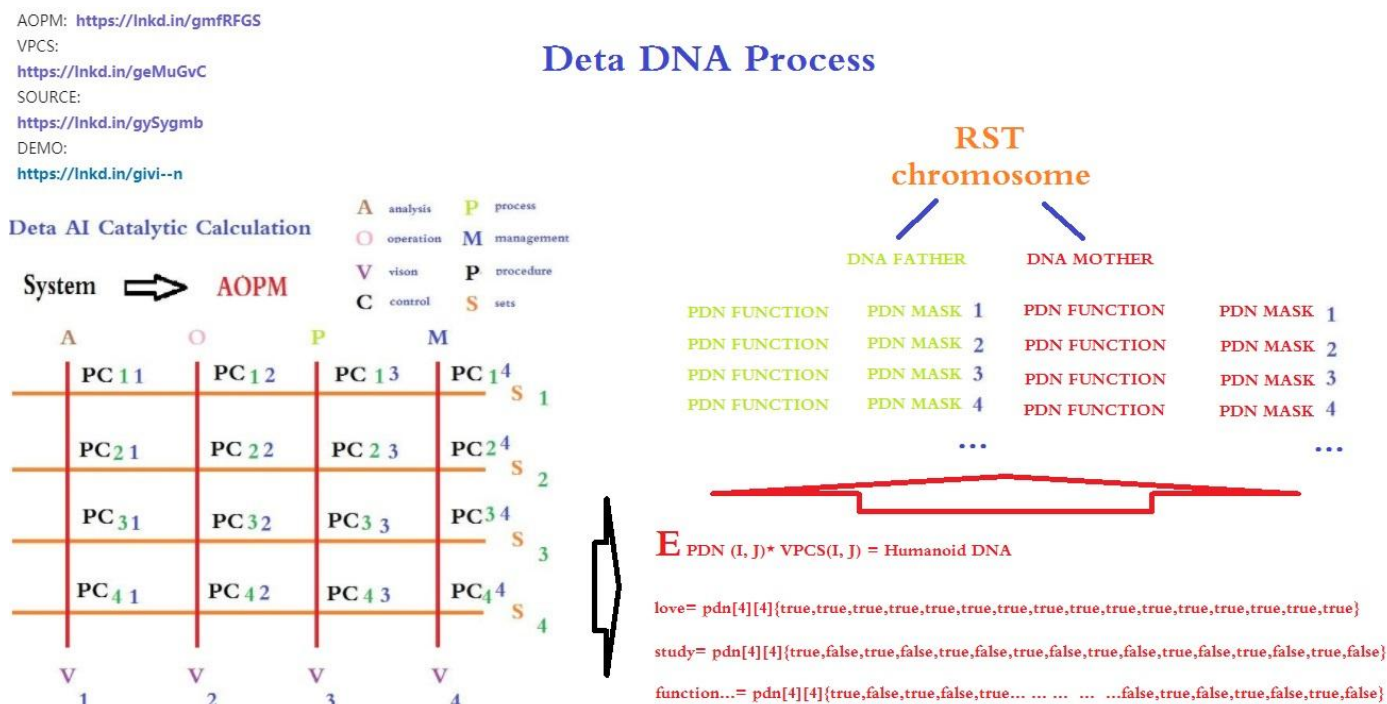 AOPM: https://lnkd.in/gmfRFGS
VPCS:
https://lnkd.in/geMuGvC
SOURCE:
https://lnkd.in/gySygmb
DEMO:
https://lnkd.in/givi--n
Deta DNA Process
Deta AI Catalytic Calculation
System AOPM
A analysis P process
O operation M management
V vison P procedure
C control S sets
A O P M
PC 1 1 PC 1 2 PC 1 3 PC 1 4
S 1
PC 2 1 PC 2 2 PC 2 3 PC 2 4
S 2
PC 3 1 PC 3 2 PC 3 3 PC 3 4
S 3
PC 4 1 PC 4 2 PC 4 3 PC 4 4
S 4
V V V V
1 2 3 4
RST
chromosome
DNA FATHER DNA MOTHER
PDN FUNCTION PDN MASK 1 PDN FUNCTION PDN MASK 1
PDN FUNCTION PDN MASK 2 PDN FUNCTION PDN MASK 2
PDN FUNCTION PDN MASK 3 PDN FUNCTION PDN MASK 3
PDN FUNCTION PDN MASK 4 PDN FUNCTION PDN MASK 4
... ...
E PDN (I, J)* VPCS(I, J) = Humanoid DNA
love= pdn[4][4]{true,true,true,true,true,true,true,true,true,true,true,true,true,true,true,true}
study= pdn[4][4]{true,false,true,false,true,false,true,false,true,false,true,false,true,false,true,false}
function...= pdn[4][4]{true,false,true,false,true... ... ... ... ...false,true,false,true,false,true,false}